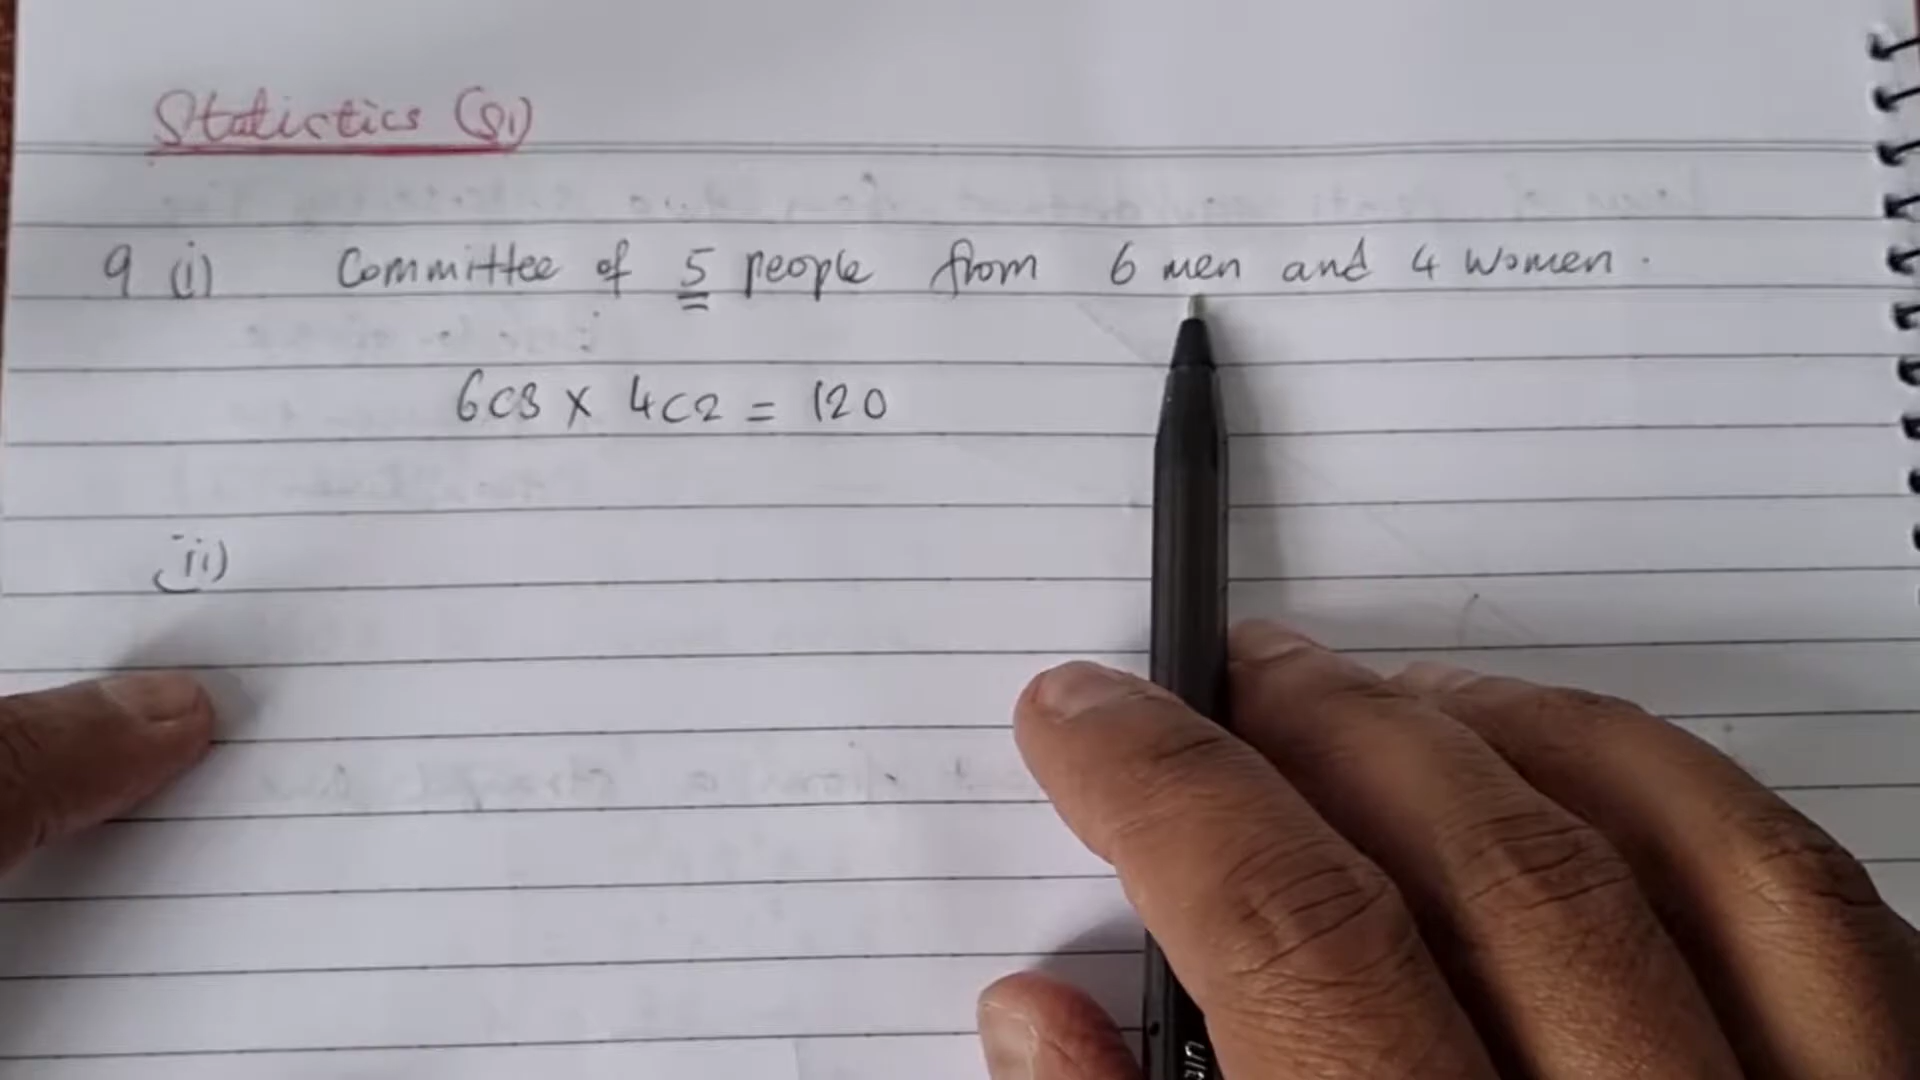 Statistics (S1)
9 (i) Committee of 5 people from 6 men and 4 women.
6C3 X 4C2 = 120
(ii)